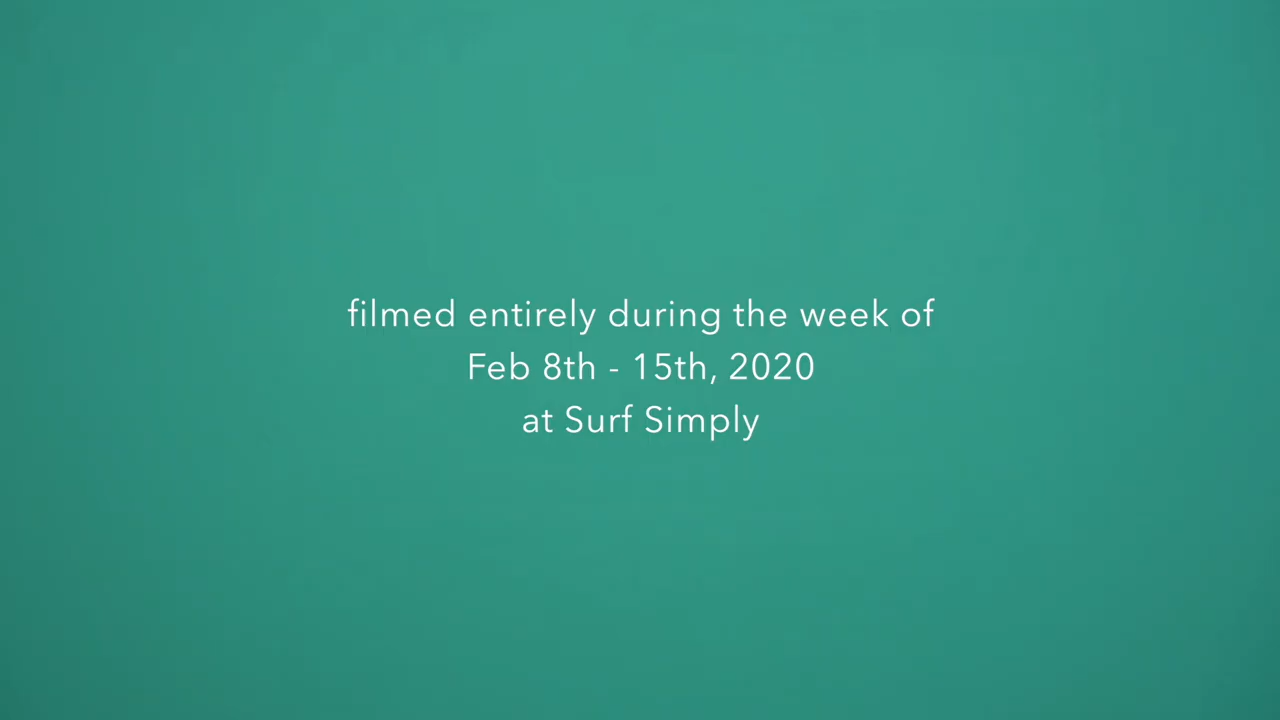 filmed entirely during the week of
Feb 8th - 15th, 2020
at Surf Simply